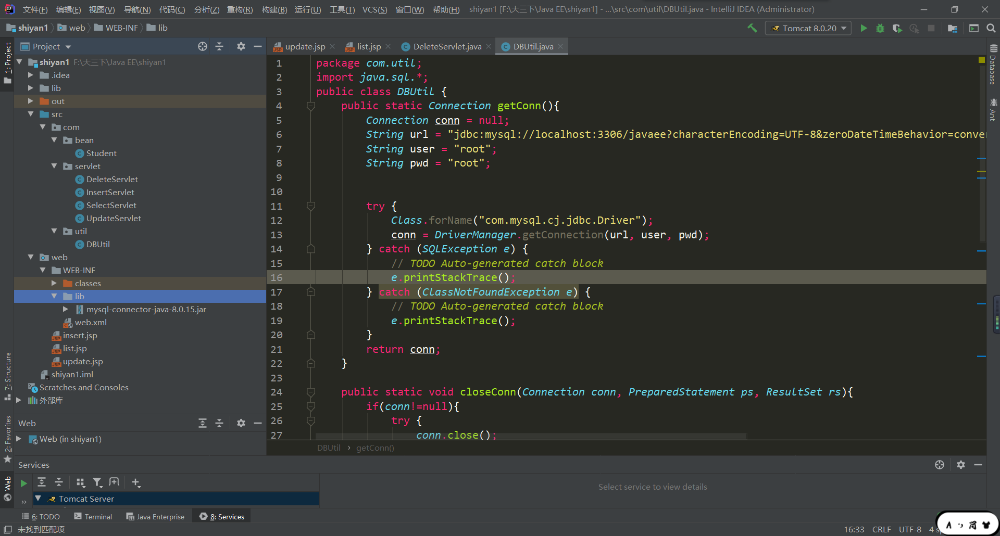 文件(F) 编辑(E) 视图(V) 导航(N) 代码(C) 分析(Z) 重构(R) 构建(B) 运行(U) 工具(T) VCS(S) 窗口(W) 帮助(H) shiyan1 [F:\大三下\Java EE\shiyan1] - ...\src\com\util\DBUtil.java - IntelliJ IDEA (Administrator)
shiyan1 web WEB-INF lib Tomcat 8.0.20
Project
update.jsp list.jsp DeleteServlet.java DBUtil.java
1: Project
shiyan1 F:\大三下\Java EE\shiyan1
.idea
lib
out
src
com
bean
Student
servlet
DeleteServlet
InsertServlet
SelectServlet
UpdateServlet
util
DBUtil
web
WEB-INF
classes
lib
mysql-connector-java-8.0.15.jar
web.xml
insert.jsp
list.jsp
update.jsp
shiyan1.iml
Scratches and Consoles
外部库
7: Structure
2: Favorites
Web
Web
Web (in shiyan1)
1 package com.util;
2 import java.sql.*;
3 public class DBUtil {
4 public static Connection getConn(){
5 Connection conn = null;
6 String url = "jdbc:mysql://localhost:3306/javaee?characterEncoding=UTF-8&zeroDateTimeBehavior=conver
7 String user = "root";
8 String pwd = "root";
9
10
11 try {
12 Class.forName("com.mysql.cj.jdbc.Driver");
13 conn = DriverManager.getConnection(url, user, pwd);
14 } catch (SQLException e) {
15 // TODO Auto-generated catch block
16 e.printStackTrace();
17 } catch (ClassNotFoundException e) {
18 // TODO Auto-generated catch block
19 e.printStackTrace();
20 }
21 return conn;
22 }
23
24 public static void closeConn(Connection conn, PreparedStatement ps, ResultSet rs){
25 if(conn!=null){
26 try {
27 conn.close();
DBUtil › getConn()
Database
Ant
Services
Tomcat Server
Select service to view details
6: TODO Terminal Java Enterprise 8: Services
未找到匹配项 16:33 CRLF UTF-8 4
A 简